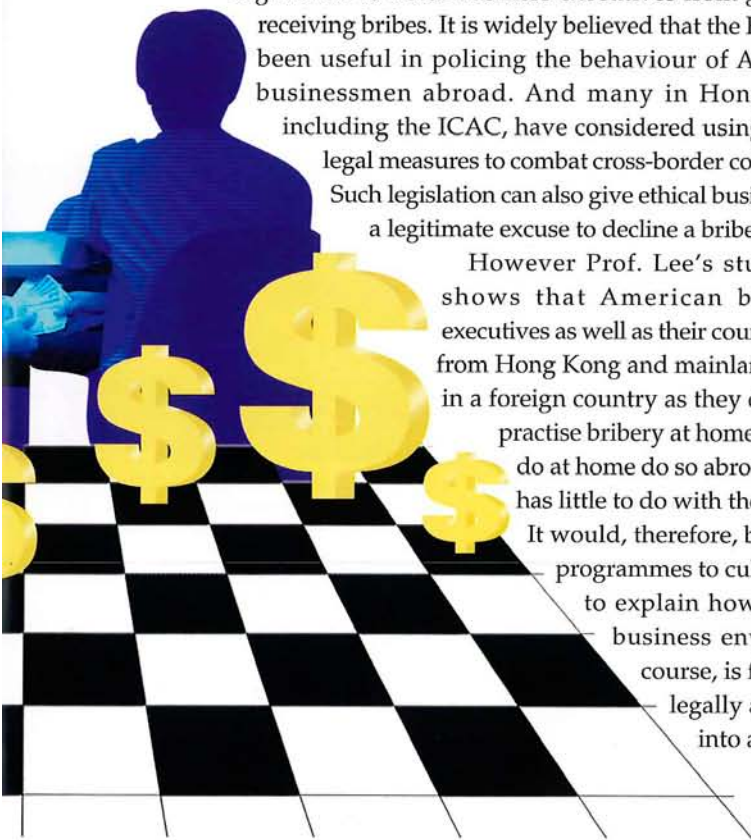 receiving bribes. It is widely believed that the
been useful in policing the behaviour of A
businessmen abroad. And many in Hon
including the ICAC, have considered using
legal measures to combat cross-border co
Such legislation can also give ethical busi
a legitimate excuse to decline a bribe
However Prof. Lee's stu
shows that American b
executives as well as their cour
from Hong Kong and mainlar
in a foreign country as they
practise bribery at home
do at home do so abro
has little to do with the
It would, therefore, b
programmes to cu
to explain how
business env
course, is f
legally a
into a